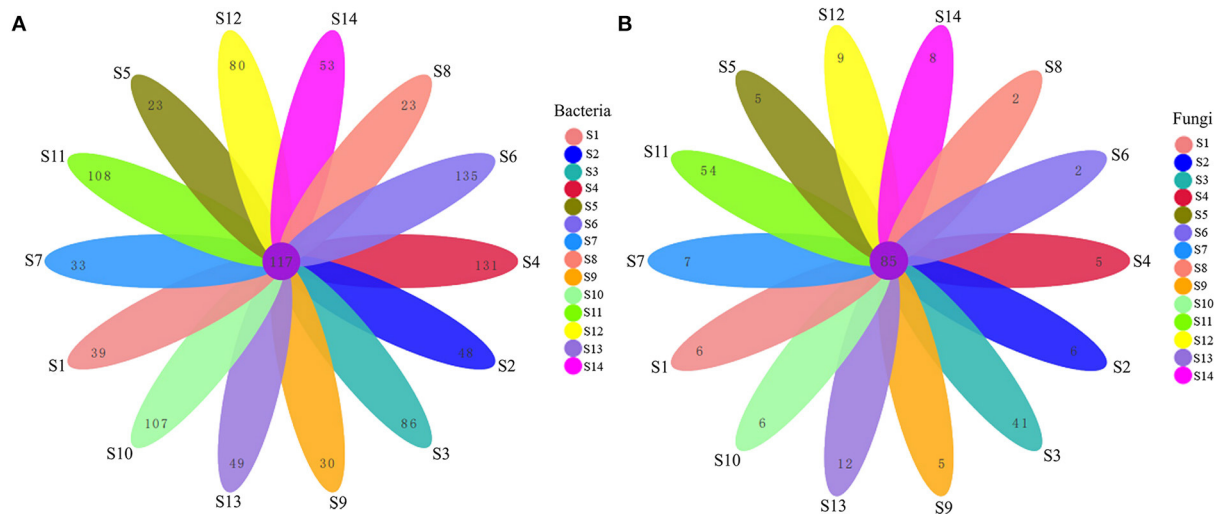 A
S12
S14
S5
S8
80
53
23
23
S11
S6
108
135
S7
117
S4
33
131
S1
S2
39
48
S10
S3
107
86
S13
S9
49
30
Bacteria
S1
S2
S3
S4
S5
S6
S7
S8
S9
S10
S11
S12
S13
S14
B
S12
S14
S5
S8
9
8
5
2
S11
S6
54
2
S7
85
S4
7
5
S1
S2
6
6
S10
S3
6
41
S13
S9
12
5
Fungi
S1
S2
S3
S4
S5
S6
S7
S8
S9
S10
S11
S12
S13
S14